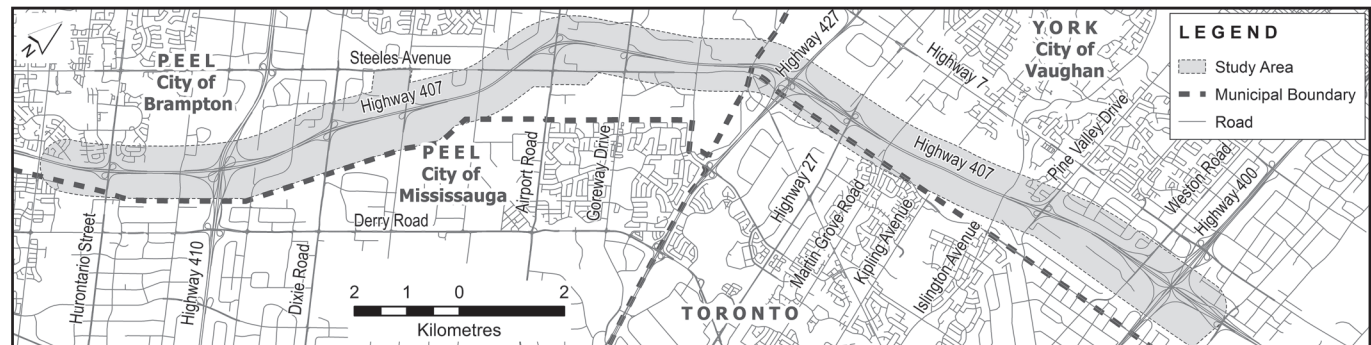 N
PEEL
City of
Brampton
Steeles Avenue
Highway 407
Highway 427
Highway 7
YORK
City of
Vaughan
LEGEND
Study Area
Municipal Boundary
Road
PEEL
City of
Mississauga
Airport Road
Goreway Drive
Highway 27
Martin Grove Road
Kipling Avenue
Islington Avenue
Highway 407
Pine Valley Drive
Weston Road
Highway 400
Hurontario Street
Highway 410
Dixie Road
Derry Road
2 1 0 2
Kilometres
TORONTO